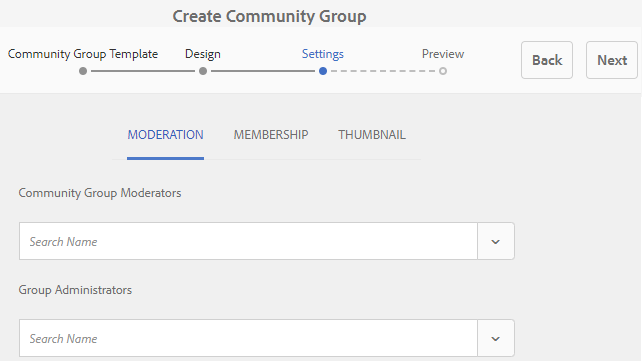 Create Community Group
Community Group Template Design Settings Preview
Back Next
MODERATION MEMBERSHIP THUMBNAIL
Community Group Moderators
Search Name
Group Administrators
Search Name